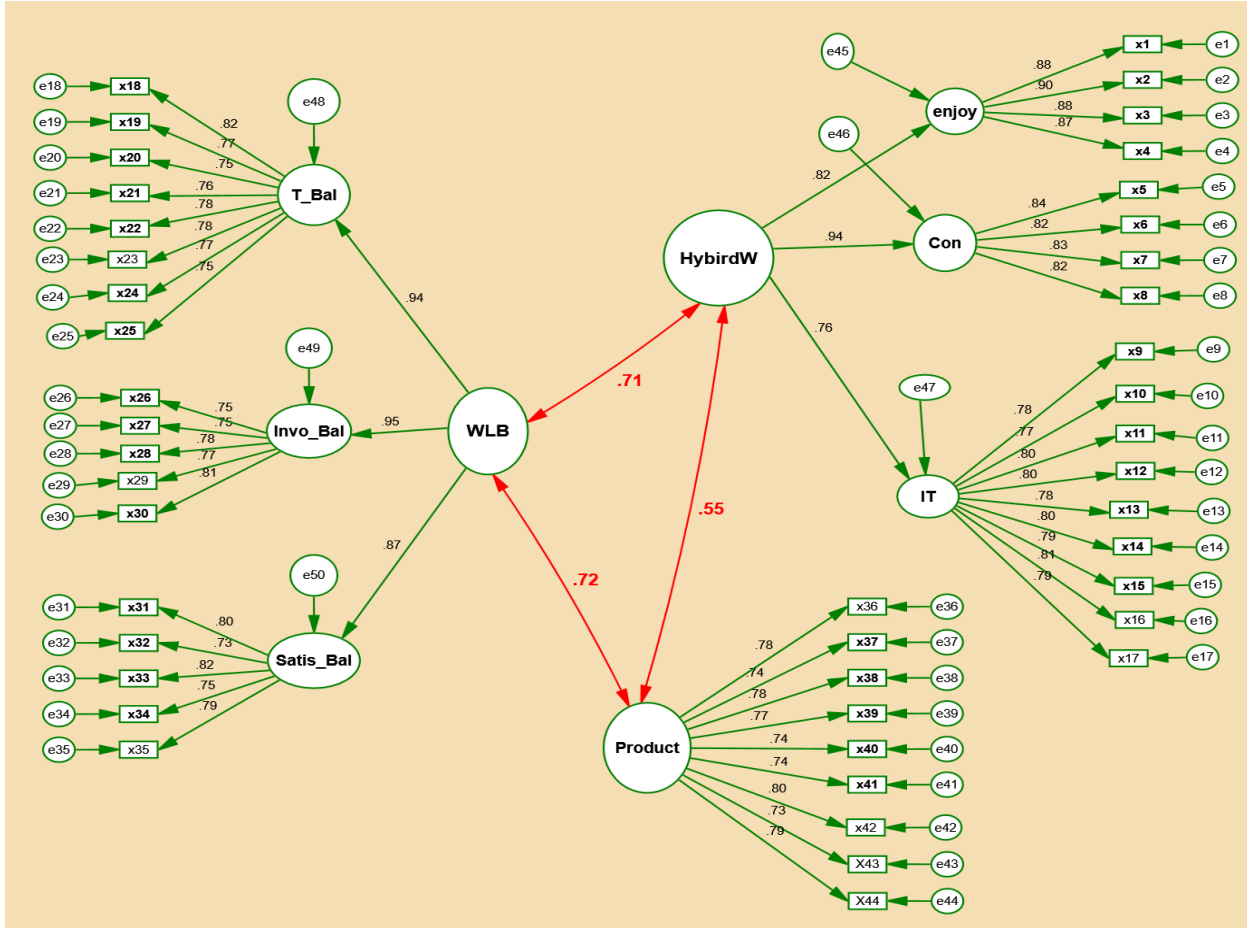 e18 x18 .82
e19 x19 .77
e20 x20 .75
e21 x21 .76
e22 x22 .78
e23 x23 .78
e24 x24 .77
e25 x25 .75
e48
T_Bal
.94
e49
e26 x26 .75
e27 x27 .75
e28 x28 .78
e29 x29 .77
e30 x30 .81
Invo_Bal
.95
WLB
.87
e50
e31 x31 .80
e32 x32 .73
e33 x33 .82
e34 x34 .75
e35 x35 .79
Satis_Bal
.71
.72
.55
HybirdW
.82
.94
.76
e45
enjoy
.88 x1 e1
.90 x2 e2
.88 x3 e3
.87 x4 e4
e46
Con
.84 x5 e5
.82 x6 e6
.83 x7 e7
.82 x8 e8
e47
IT
.78 x9 e9
.77 x10 e10
.80 x11 e11
.80 x12 e12
.78 x13 e13
.80 x14 e14
.79 x15 e15
.81 x16 e16
.79 x17 e17
Product
.78 x36 e36
.74 x37 e37
.78 x38 e38
.77 x39 e39
.74 x40 e40
.74 x41 e41
.80 x42 e42
.73 X43 e43
.79 X44 e44